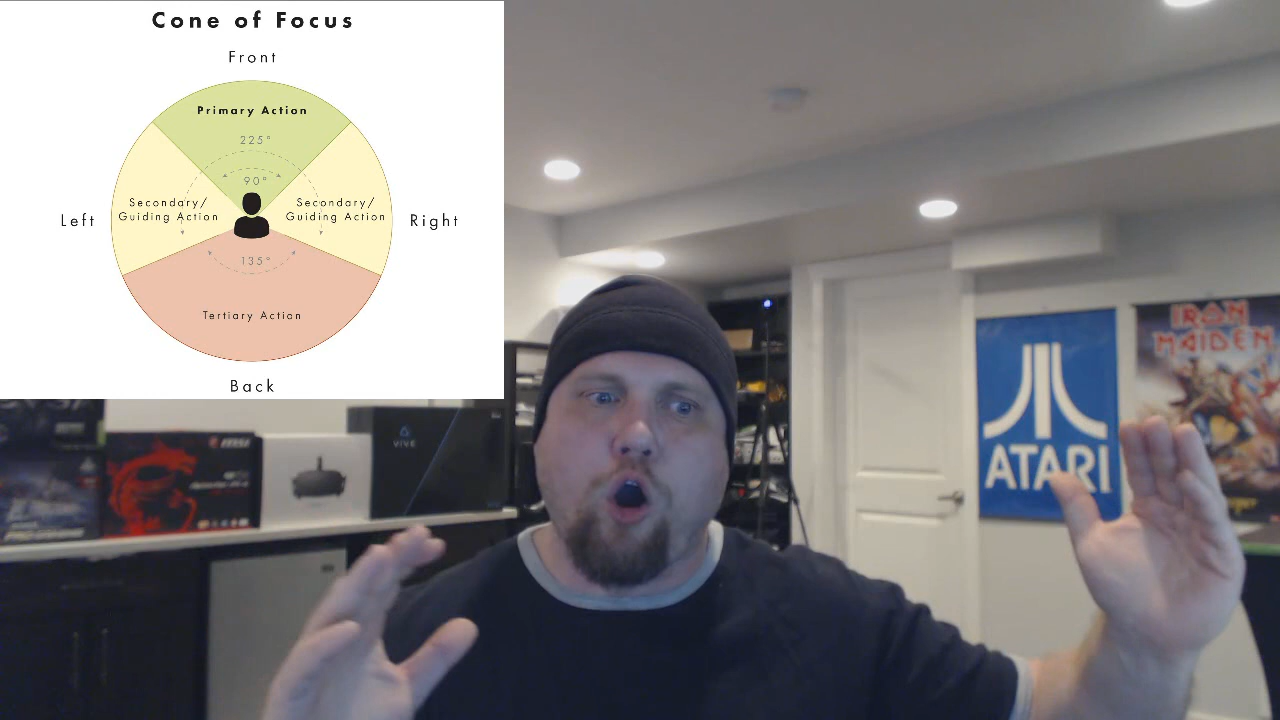 Cone of Focus
Front
Primary Action
225°
90°
Secondary/
Guiding Action
Secondary/
Guiding Action
Left
Right
135°
Tertiary Action
Back
VIVE
msi
ATARI
IRON
MAIDEN